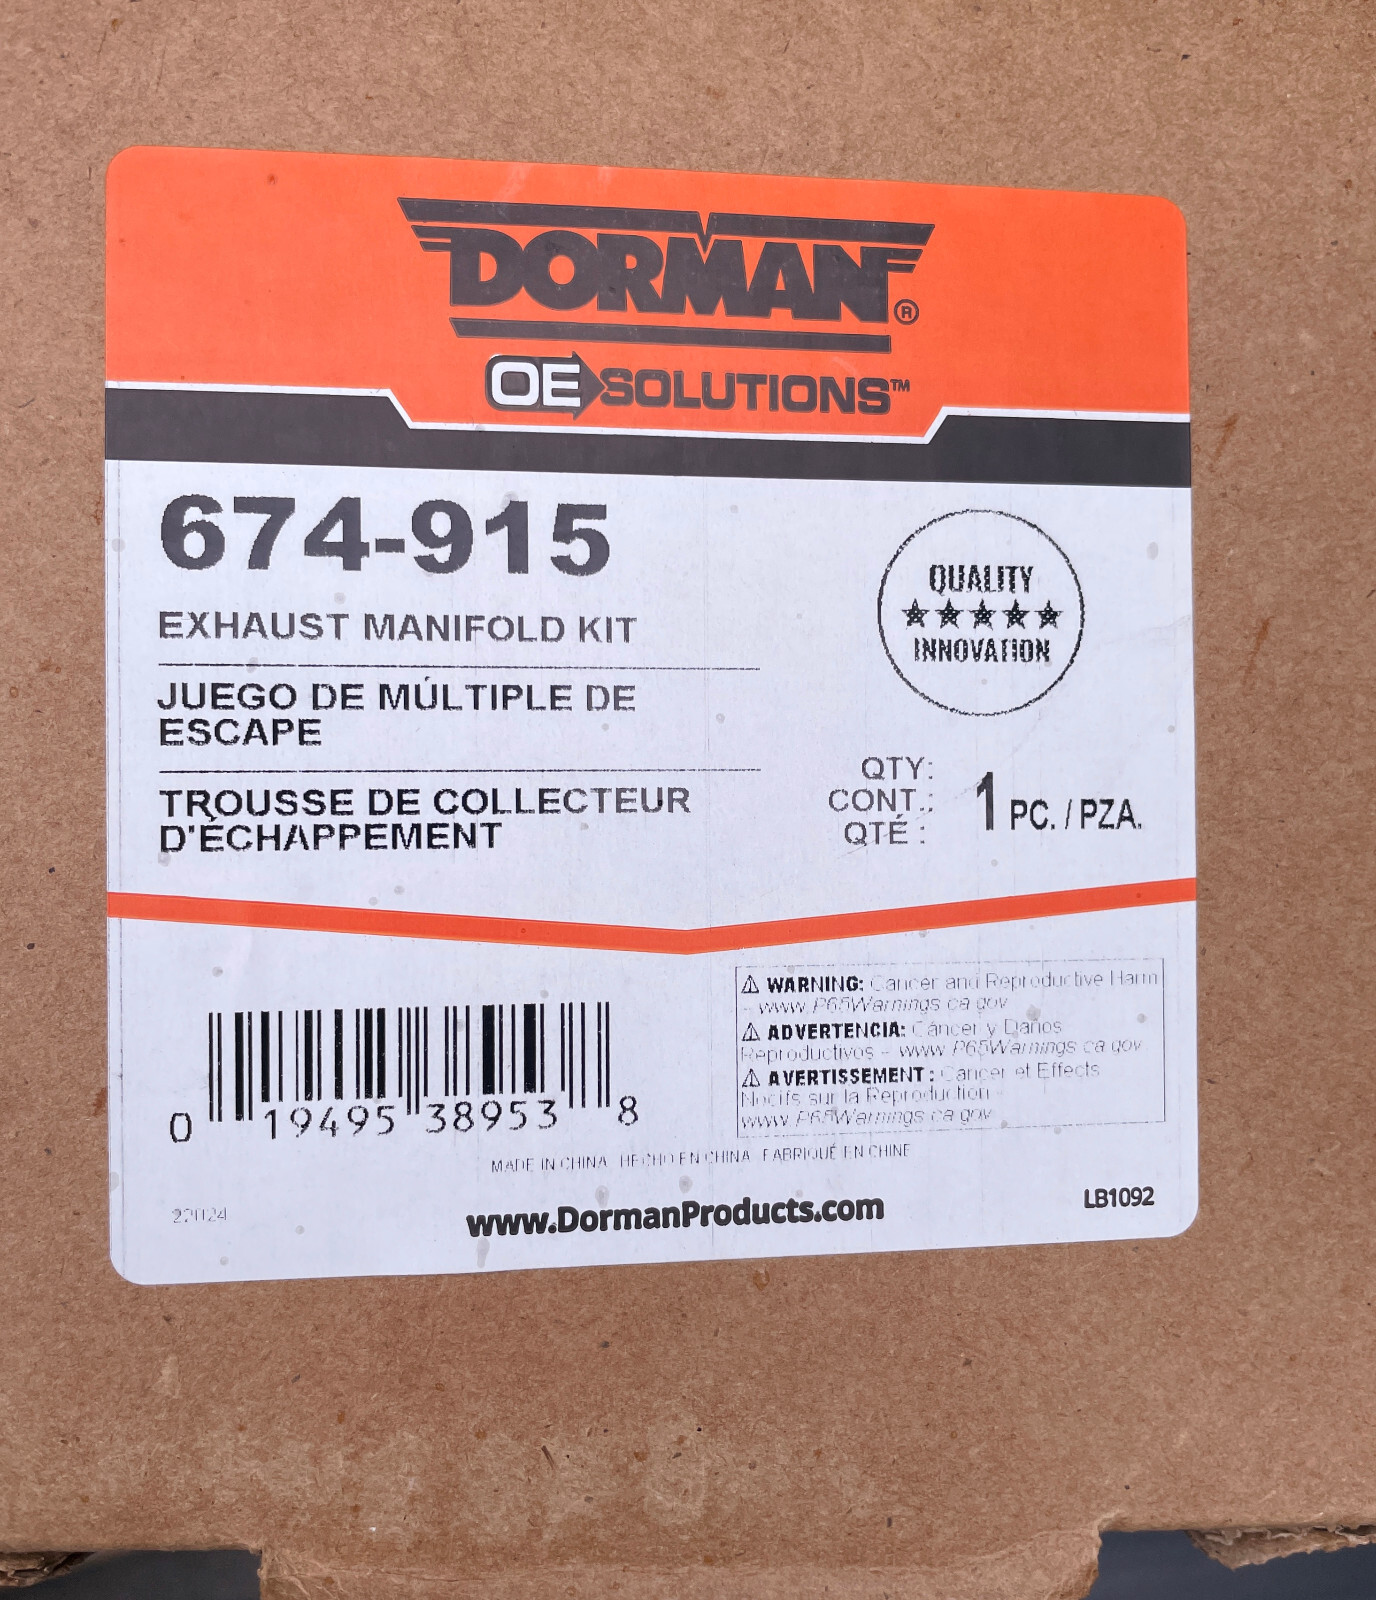 DORMAN®
OE SOLUTIONS™
674-915
EXHAUST MANIFOLD KIT
JUEGO DE MÚLTIPLE DE
ESCAPE
TROUSSE DE COLLECTEUR
D'ÉCHAPPEMENT
QUALITY
★★★★★
INNOVATION
QTY:
CONT.:
QTÉ :
1 PC. / PZA.
⚠ WARNING: Cancer and Reproductive Harm
- www.P65Warnings.ca.gov
⚠ ADVERTENCIA: Cáncer y Daños
Reproductivos - www.P65Warnings.ca.gov
⚠ AVERTISSEMENT : Cancer et Effects
Nocifs sur la Reproduction -
www.P65Warnings.ca.gov
0 19495 38953 8
MADE IN CHINA HECHO EN CHINA FABRIQUÉ EN CHINE
www.DormanProducts.com
LB1092